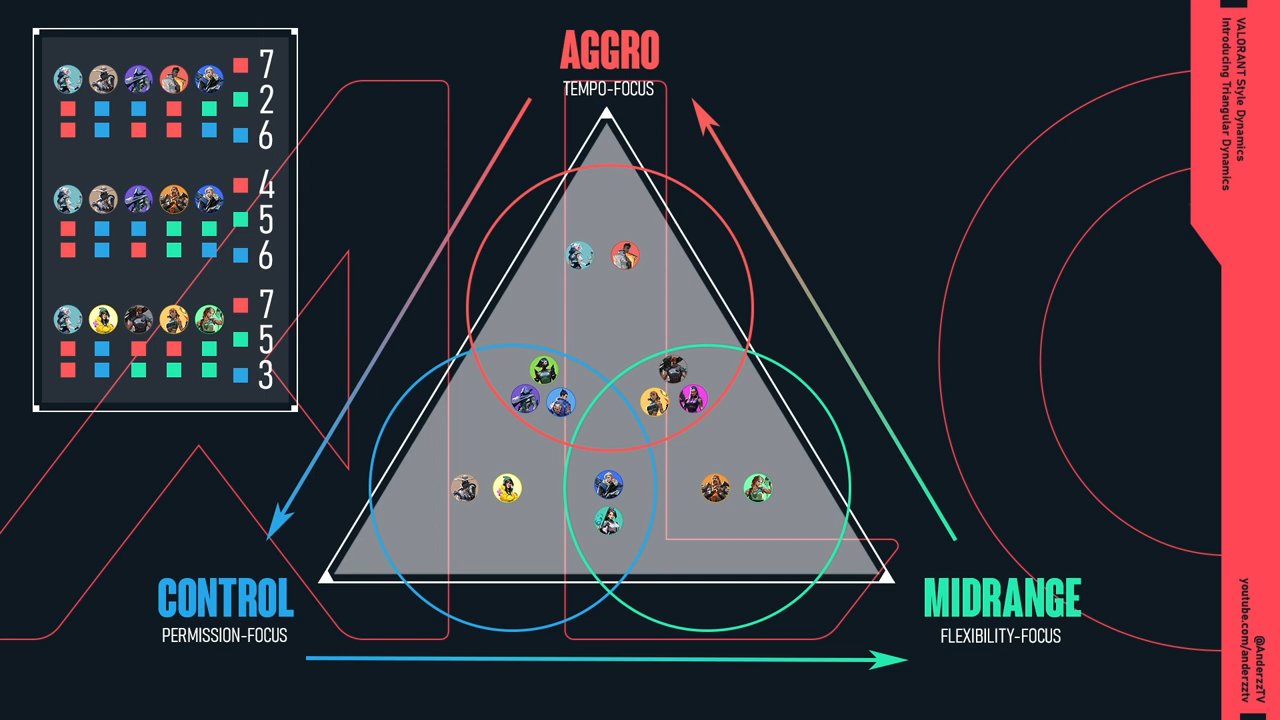 AGGRO
TEMPO-FOCUS
7
2
6
4
5
6
7
5
3
CONTROL
PERMISSION-FOCUS
MIDRANGE
FLEXIBILITY-FOCUS
VALORANT Style Dynamics
Introducing Triangular Dynamics
@AnderzzTV
youtube.com/anderzztv